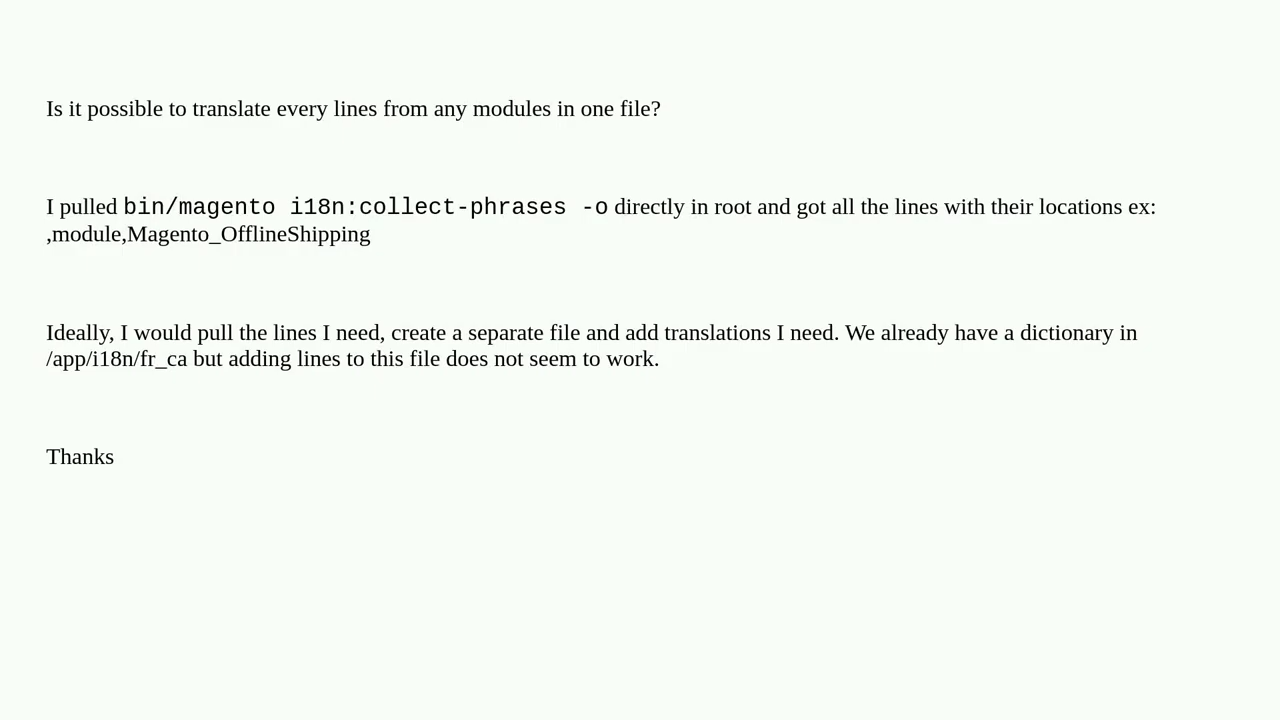 Is it possible to translate every lines from any modules in one file?
I pulled bin/magento i18n:collect-phrases -o directly in root and got all the lines with their locations ex:
,module,Magento_OfflineShipping
Ideally, I would pull the lines I need, create a separate file and add translations I need. We already have a dictionary in
/app/i18n/fr_ca but adding lines to this file does not seem to work.
Thanks